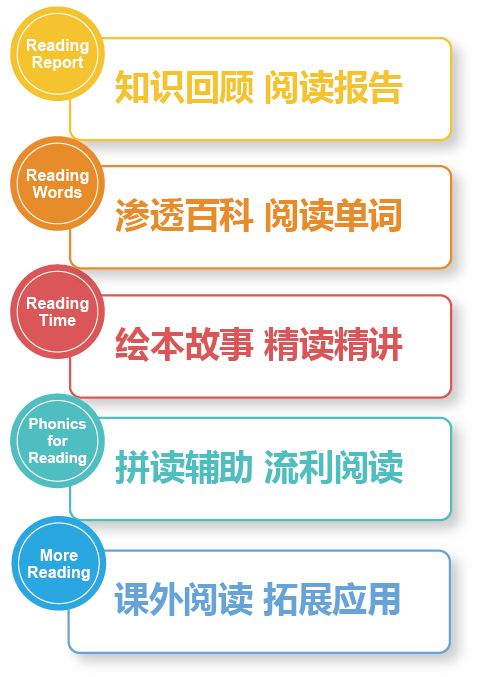 Reading
Report
知识回顾 阅读报告
Reading
Words
渗透百科 阅读单词
Reading
Time
绘本故事 精读精讲
Phonics
for
Reading
拼读辅助 流利阅读
More
Reading
课外阅读 拓展应用